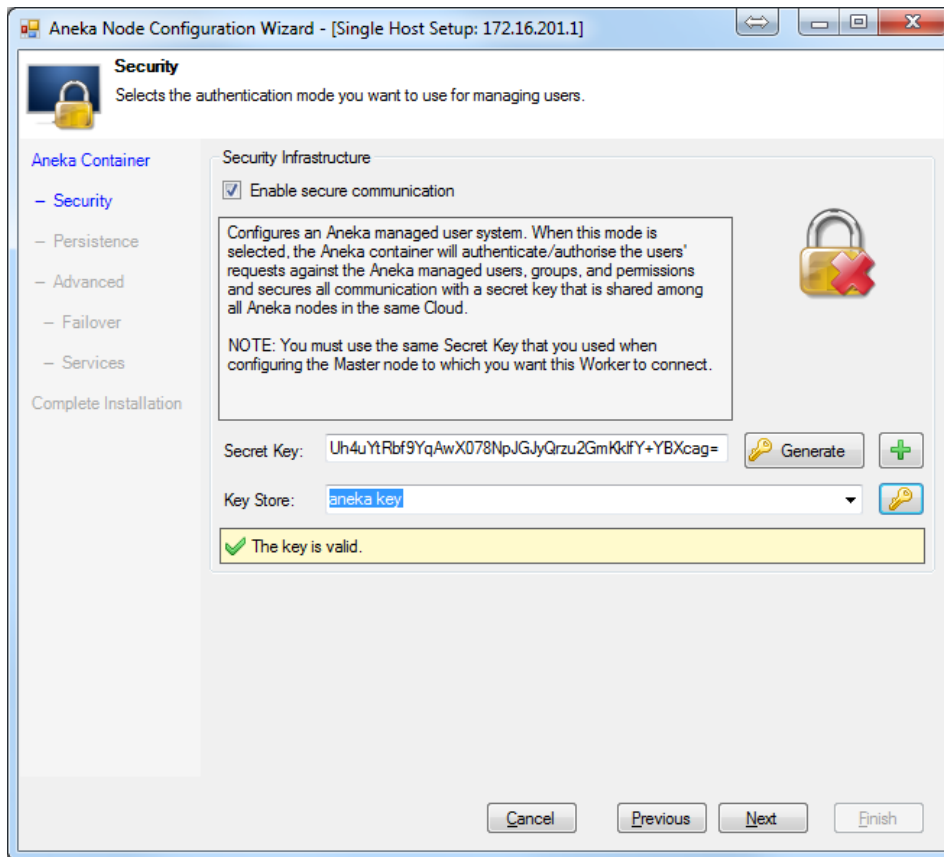 Aneka Node Configuration Wizard - [Single Host Setup: 172.16.201.1]
Security
Selects the authentication mode you want to use for managing users.
Aneka Container
– Security
– Persistence
– Advanced
– Failover
– Services
Complete Installation
Security Infrastructure
Enable secure communication
Configures an Aneka managed user system. When this mode is
selected, the Aneka container will authenticate/authorise the users'
requests against the Aneka managed users, groups, and permissions
and secures all communication with a secret key that is shared among
all Aneka nodes in the same Cloud.
NOTE: You must use the same Secret Key that you used when
configuring the Master node to which you want this Worker to connect.
Secret Key: Uh4uYtRbf9YqAwX078NpJGJyQrzu2GmKklfY+YBXcag= Generate
Key Store: aneka key
The key is valid.
Cancel Previous Next Finish